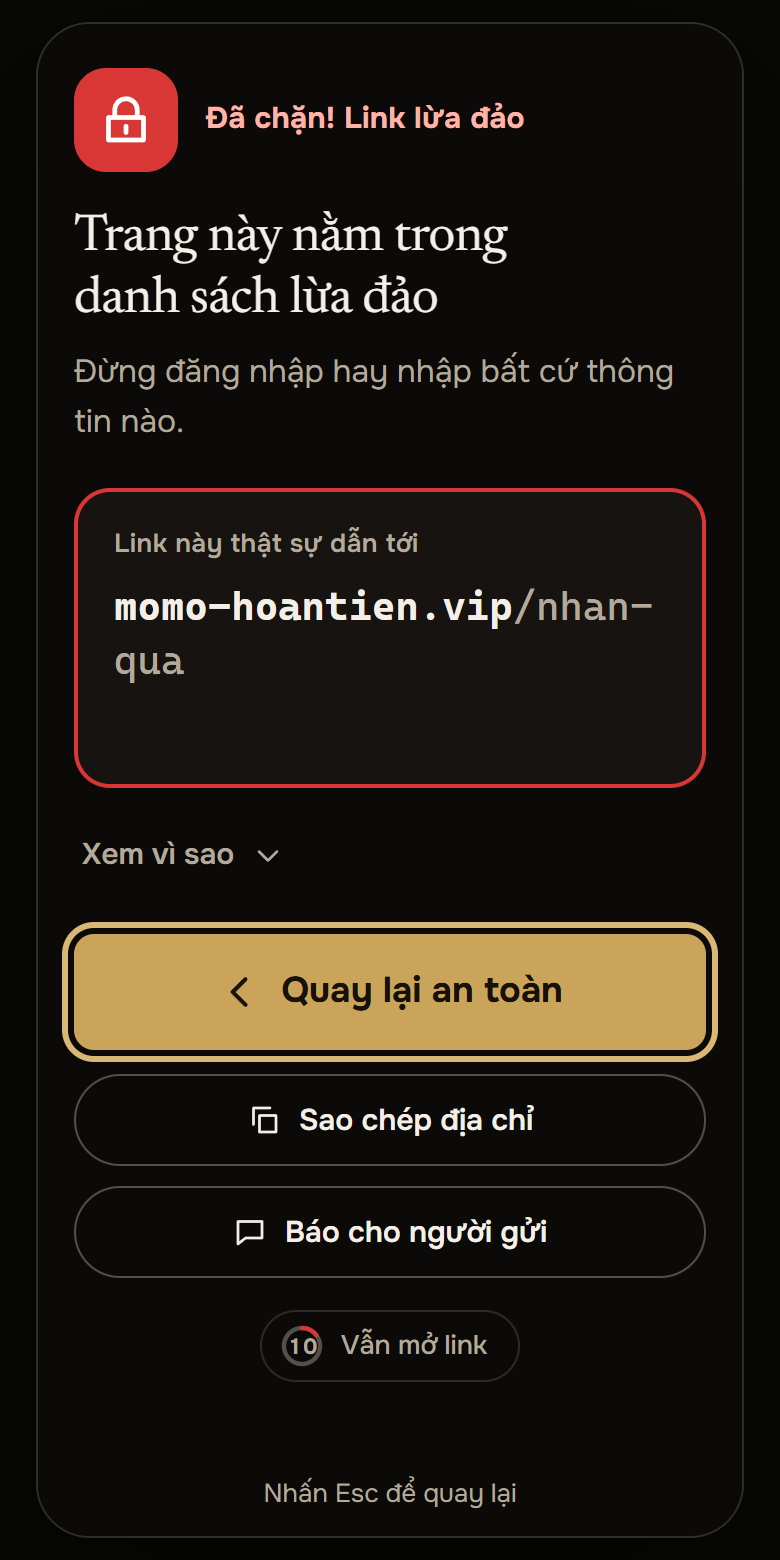 Đã chặn! Link lừa đảo
Trang này nằm trong
danh sách lừa đảo
Đừng đăng nhập hay nhập bất cứ thông
tin nào.
Link này thật sự dẫn tới
momo-hoantien.vip/nhan-
qua
Xem vì sao
Quay lại an toàn
Sao chép địa chỉ
Báo cho người gửi
10 Vẫn mở link
Nhấn Esc để quay lại